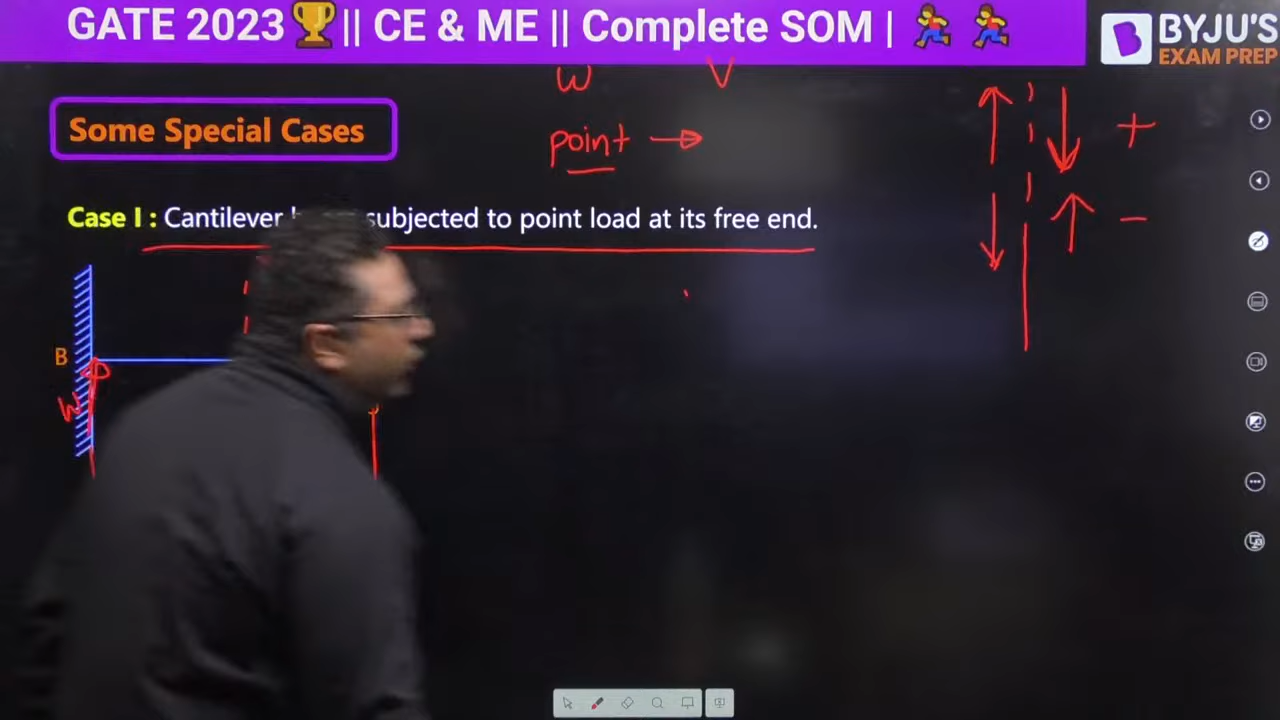 GATE 2023🏆|| CE & ME || Complete SOM | 🏃 🏃
BYJU'S
EXAM PREP
W V
Some Special Cases
point →
+
Case I : Cantilever subjected to point load at its free end.
−
B
W